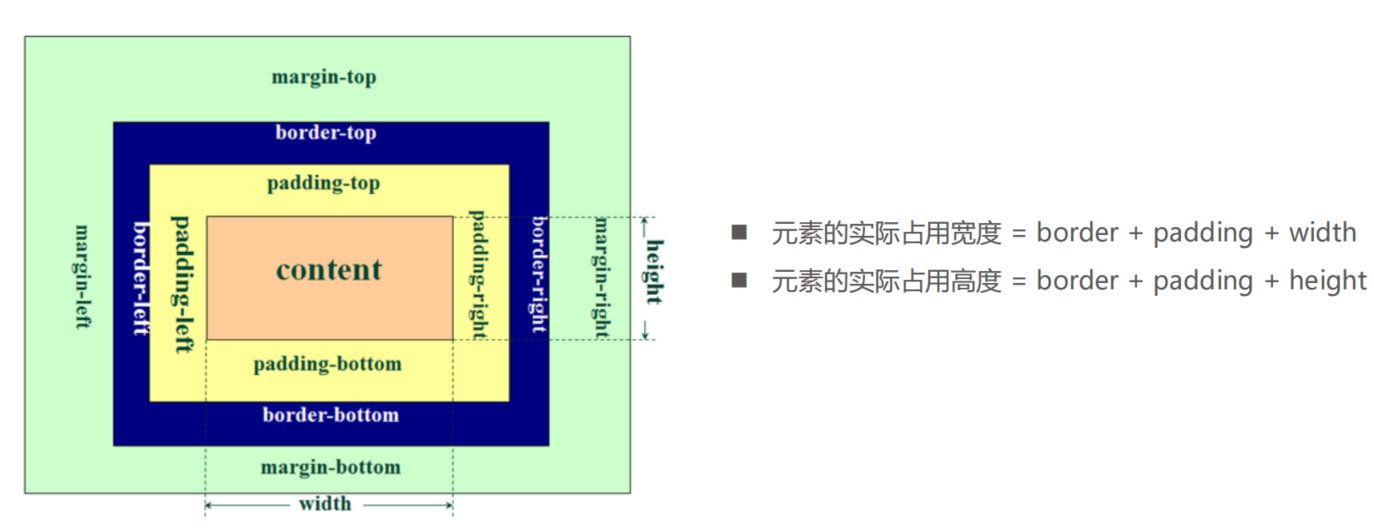 margin-top
border-top
padding-top
margin-left
border-left
padding-left
content
padding-right
border-right
margin-right
height
padding-bottom
border-bottom
margin-bottom
width
■ 元素的实际占用宽度 = border + padding + width
■ 元素的实际占用高度 = border + padding + height